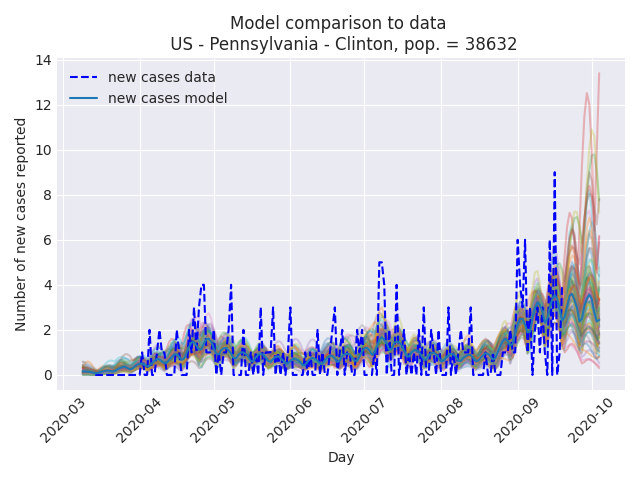 Model comparison to data
US - Pennsylvania - Clinton, pop. = 38632
new cases data
new cases model
Number of new cases reported
14
12
10
8
6
4
2
0
2020-03
2020-04
2020-05
2020-06
2020-07
2020-08
2020-09
2020-10
Day